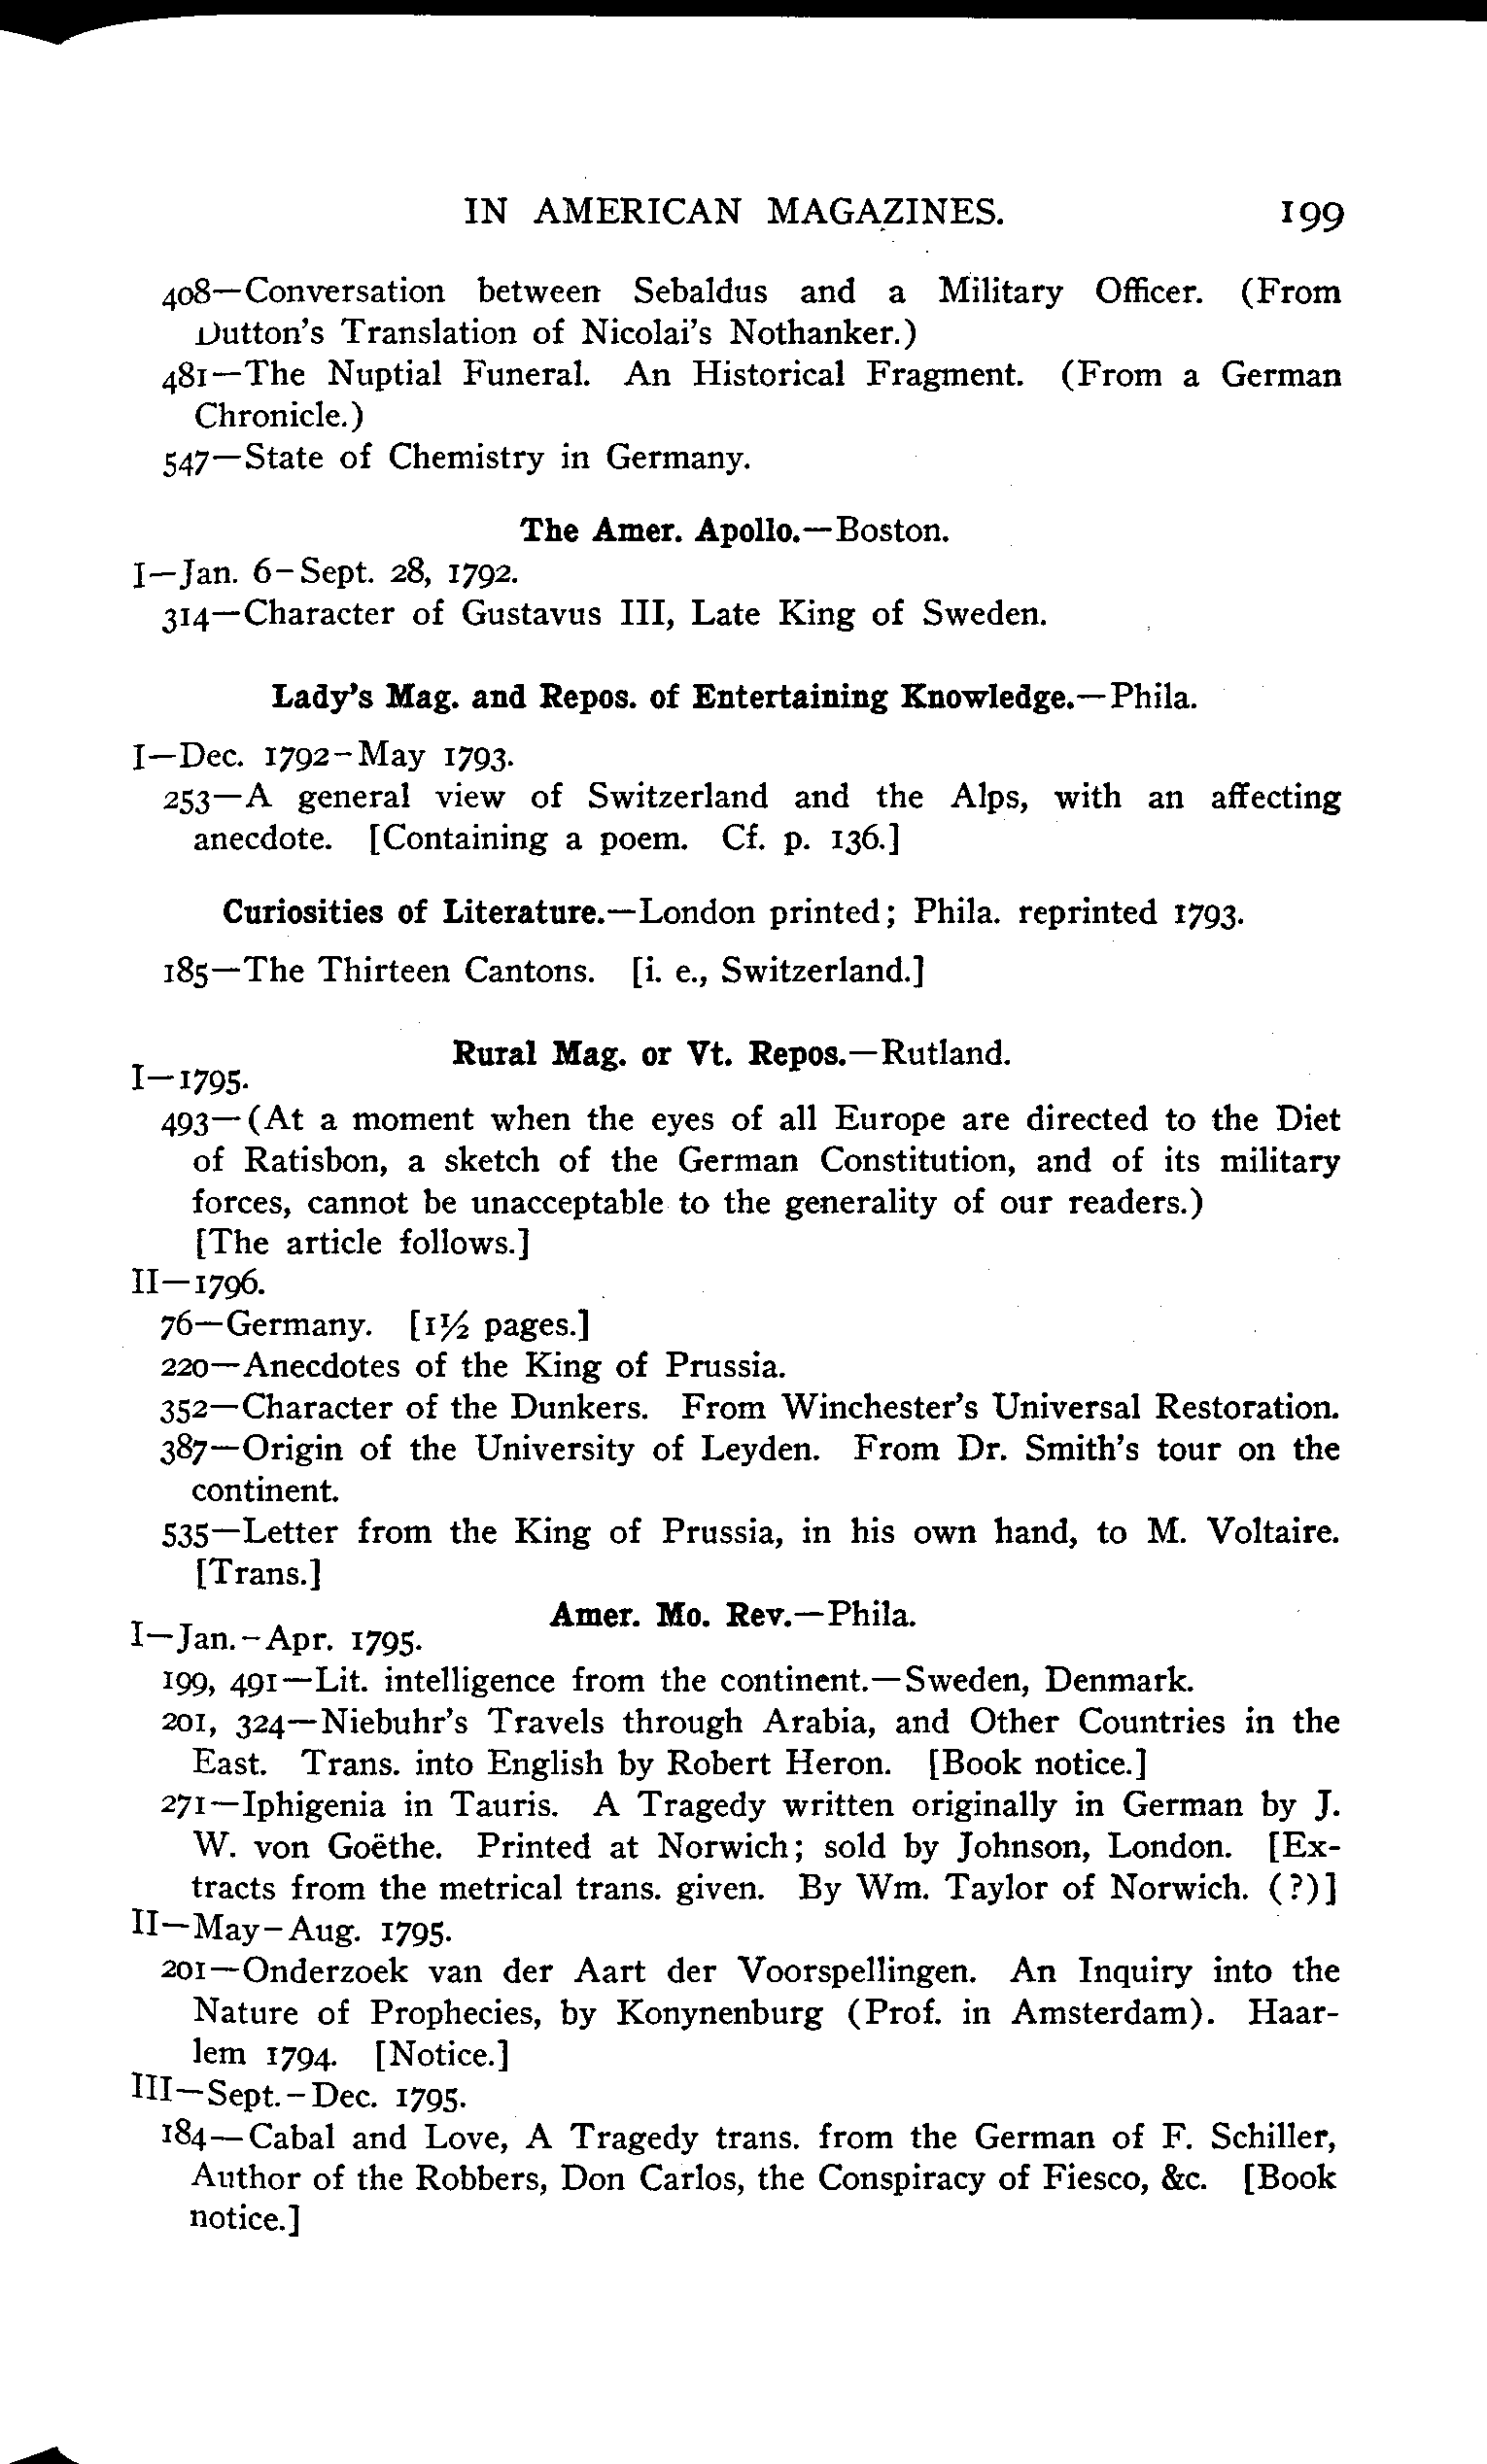 IN AMERICAN MAGAZINES. 199
408—Conversation between Sebaldus and a Military Officer. (From
Dutton's Translation of Nicolai's Nothanker.)
481—The Nuptial Funeral. An Historical Fragment. (From a German
Chronicle.)
547—State of Chemistry in Germany.
The Amer. Apollo.—Boston.
I—Jan. 6-Sept. 28, 1792.
314—Character of Gustavus III, Late King of Sweden.
Lady's Mag. and Repos. of Entertaining Knowledge.—Phila.
I—Dec. 1792-May 1793.
253—A general view of Switzerland and the Alps, with an affecting
anecdote. [Containing a poem. Cf. p. 136.]
Curiosities of Literature.—London printed; Phila. reprinted 1793.
185—The Thirteen Cantons. [i. e., Switzerland.]
Rural Mag. or Vt. Repos.—Rutland.
I—1795.
493—(At a moment when the eyes of all Europe are directed to the Diet
of Ratisbon, a sketch of the German Constitution, and of its military
forces, cannot be unacceptable to the generality of our readers.)
[The article follows.]
II—1796.
76—Germany. [1½ pages.]
220—Anecdotes of the King of Prussia.
352—Character of the Dunkers. From Winchester's Universal Restoration.
387—Origin of the University of Leyden. From Dr. Smith's tour on the
continent.
535—Letter from the King of Prussia, in his own hand, to M. Voltaire.
[Trans.]
Amer. Mo. Rev.—Phila.
I—Jan.-Apr. 1795.
199, 491—Lit. intelligence from the continent.—Sweden, Denmark.
201, 324—Niebuhr's Travels through Arabia, and Other Countries in the
East. Trans. into English by Robert Heron. [Book notice.]
271—Iphigenia in Tauris. A Tragedy written originally in German by J.
W. von Goëthe. Printed at Norwich; sold by Johnson, London. [Ex-
tracts from the metrical trans. given. By Wm. Taylor of Norwich. (?)]
II—May-Aug. 1795.
201—Onderzoek van der Aart der Voorspellingen. An Inquiry into the
Nature of Prophecies, by Konynenburg (Prof. in Amsterdam). Haar-
lem 1794. [Notice.]
III—Sept.-Dec. 1795.
184—Cabal and Love, A Tragedy trans. from the German of F. Schiller,
Author of the Robbers, Don Carlos, the Conspiracy of Fiesco, &c. [Book
notice.]